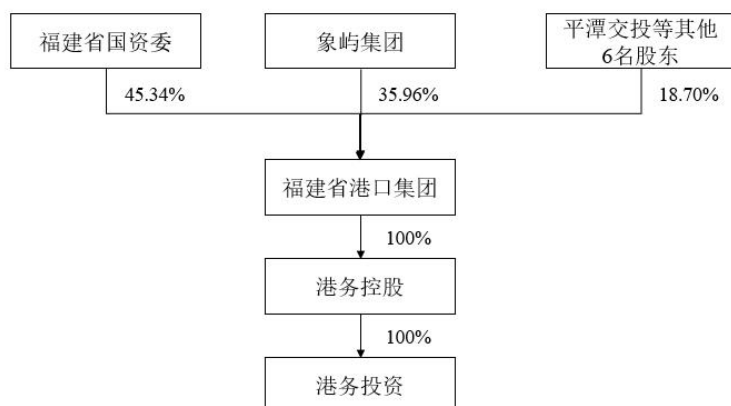 福建省国资委
象屿集团
平潭交投等其他
6名股东
45.34%
35.96%
18.70%
福建省港口集团
100%
港务控股
100%
港务投资